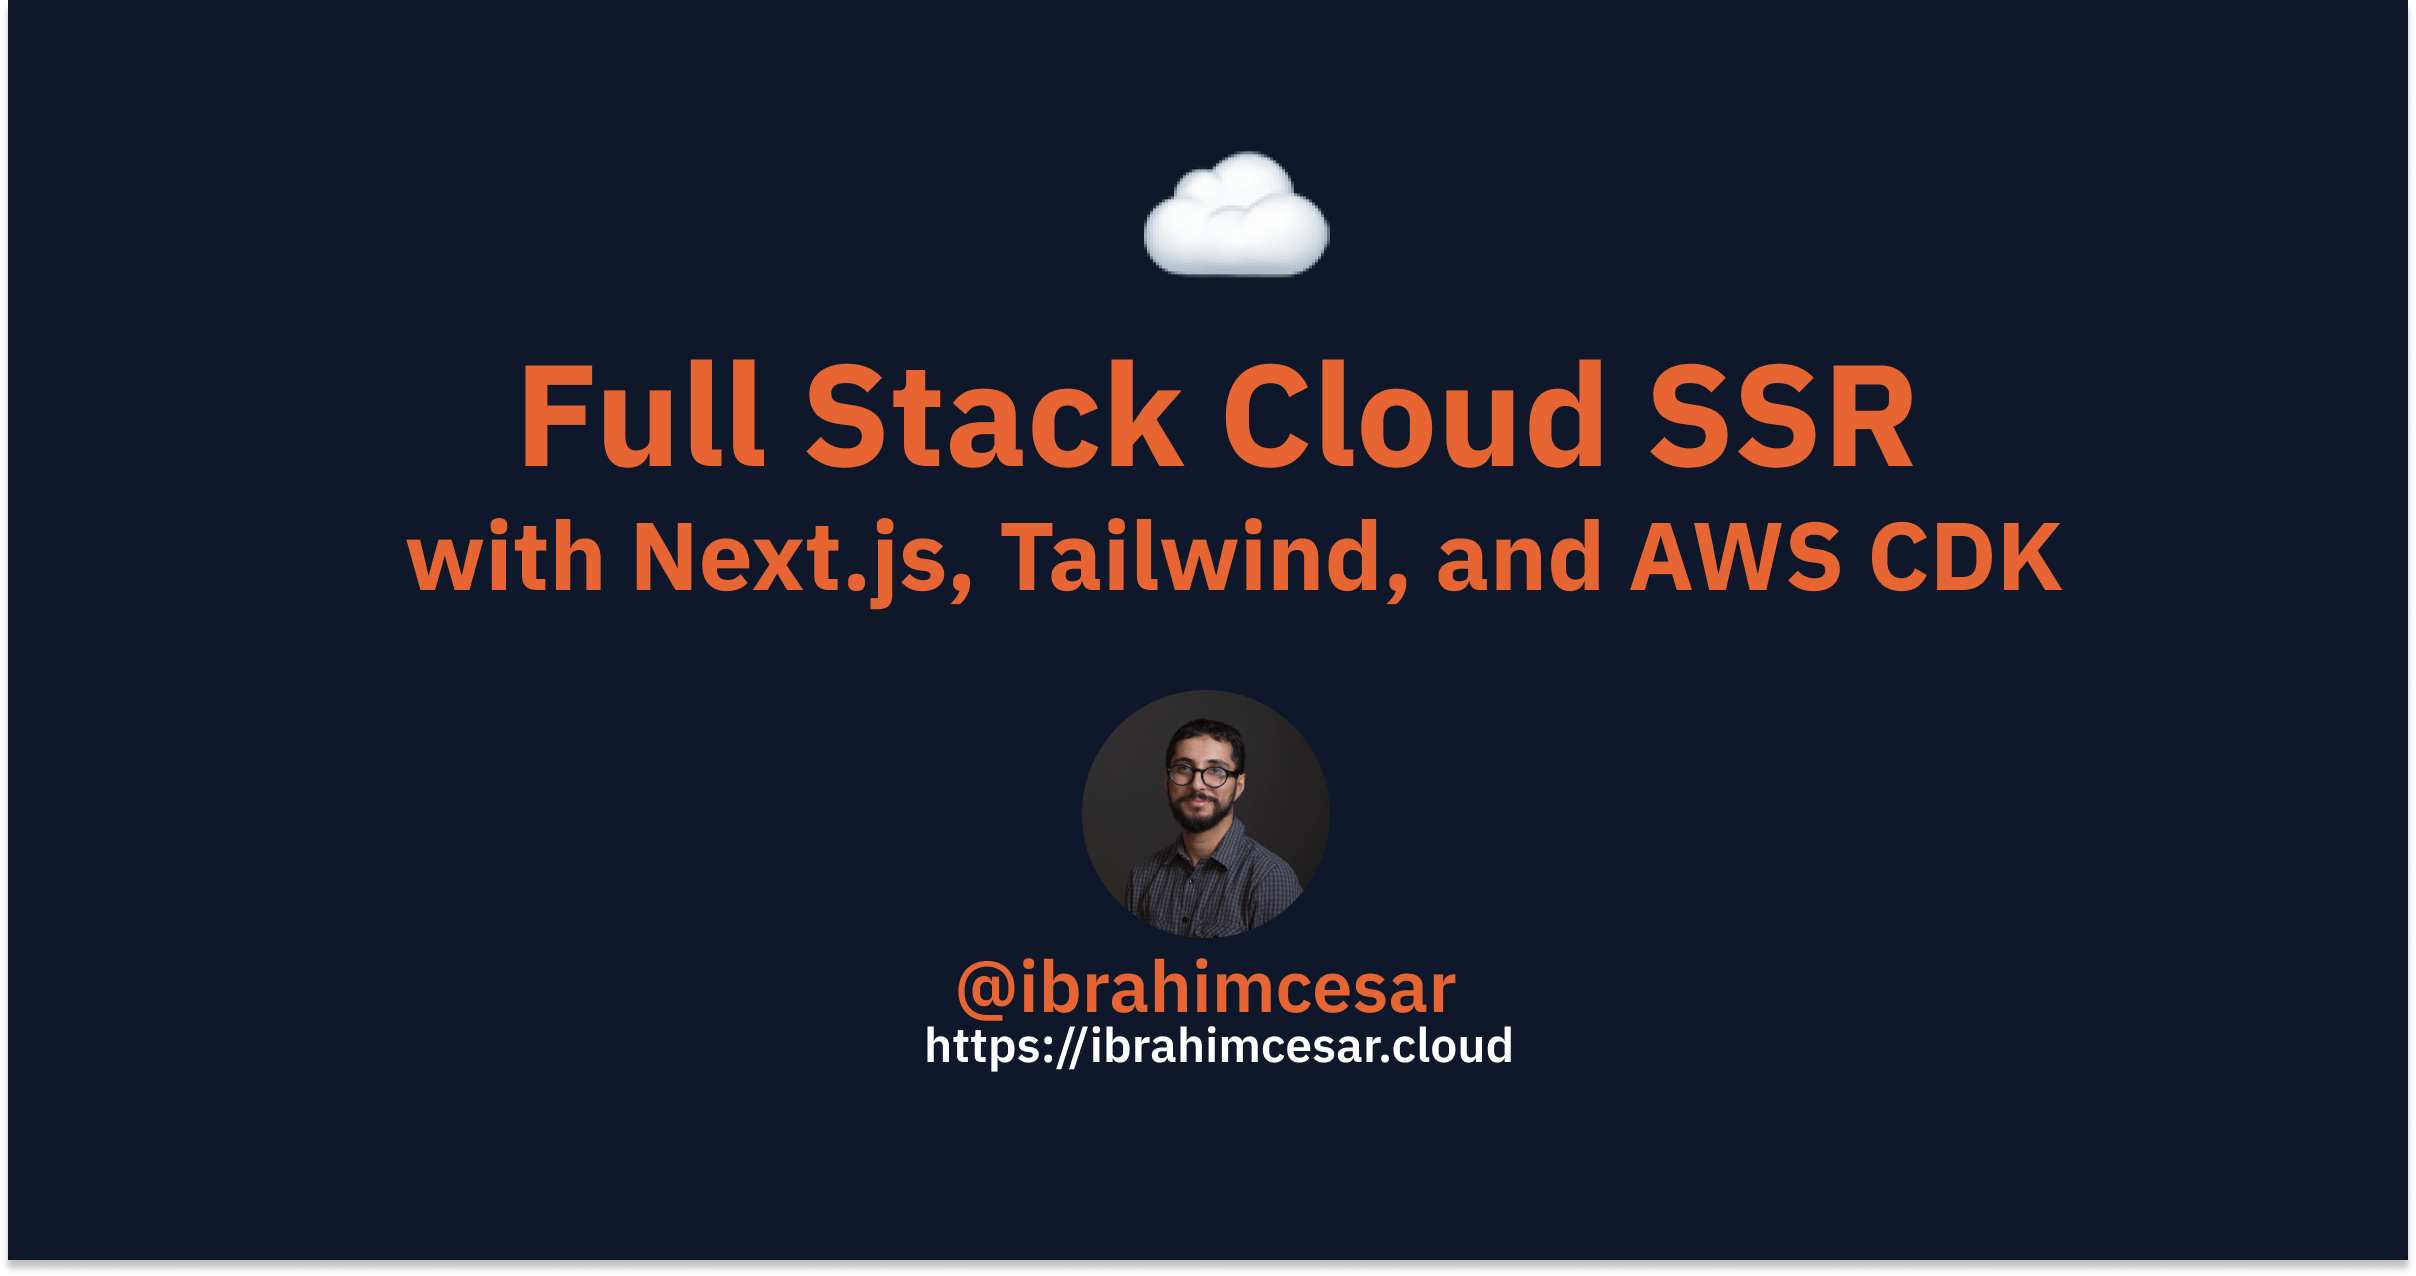 Full Stack Cloud SSR
with Next.js, Tailwind, and AWS CDK
@ibrahimcesar
https://ibrahimcesar.cloud